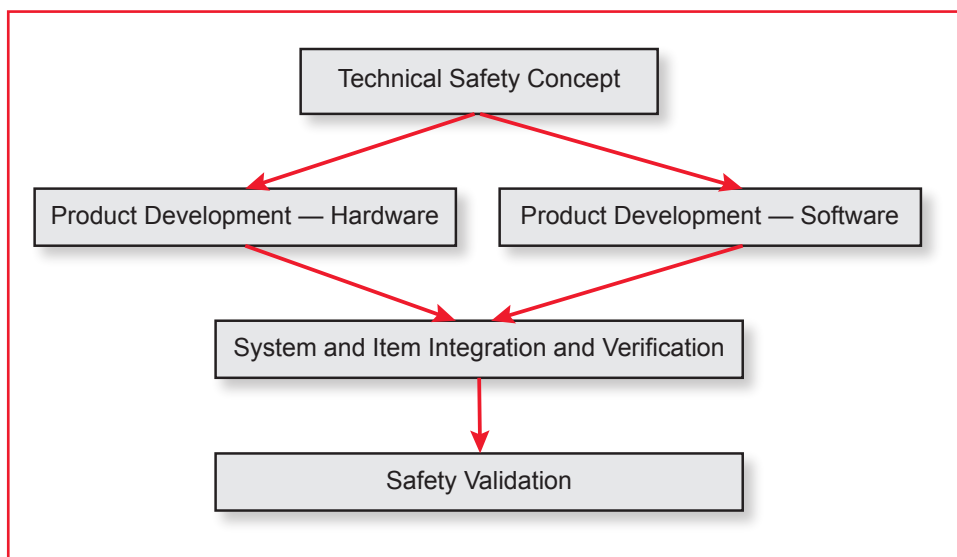 Technical Safety Concept
Product Development — Hardware
Product Development — Software
System and Item Integration and Verification
Safety Validation